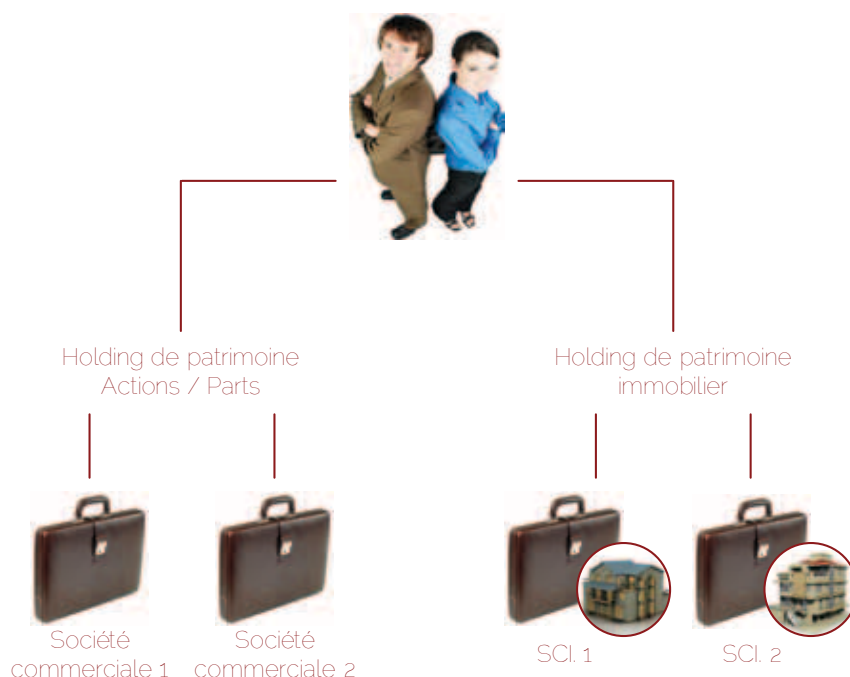 Holding de patrimoine
Actions / Parts
Holding de patrimoine
immobilier
Société
commerciale 1
Société
commerciale 2
SCI. 1
SCI. 2